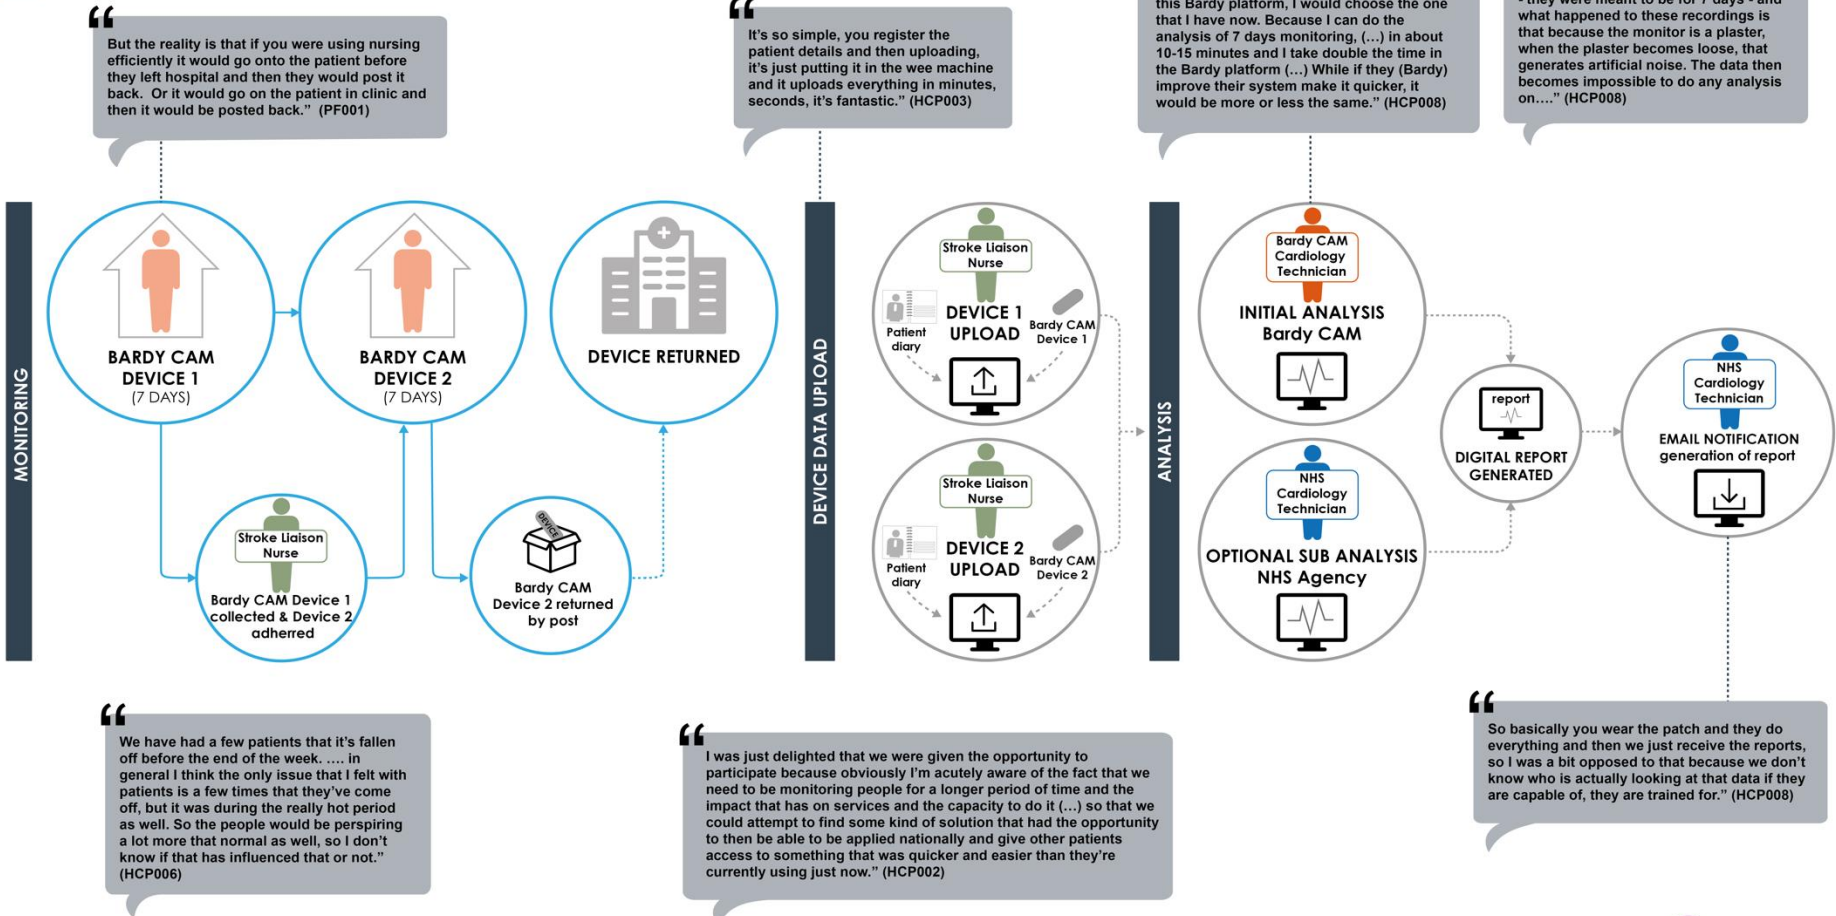 “
But the reality is that if you were using nursing
efficiently it would go onto the patient before
they left hospital and then they would post it
back.  Or it would go on the patient in clinic and
then it would be posted back.”  (PF001)
“
It’s so simple, you register the
patient details and then uploading,
it’s just putting it in the wee machine
and it uploads everything in minutes,
seconds, it’s fantastic.” (HCP003)
this Bardy platform, I would choose the one
that I have now. Because I can do the
analysis of 7 days monitoring, (…) in about
10-15 minutes and I take double the time in
the Bardy platform (…) While if they (Bardy)
improve their system make it quicker, it
would be more or less the same.” (HCP008)
- they were meant to be for 7 days - and
what happened to these recordings is
that because the monitor is a plaster,
when the plaster becomes loose, that
generates artificial noise. The data then
becomes impossible to do any analysis
on….” (HCP008)
MONITORING
BARDY CAM
DEVICE 1
(7 DAYS)
BARDY CAM
DEVICE 2
(7 DAYS)
DEVICE RETURNED
Stroke Liaison
Nurse
Bardy CAM Device 1
collected & Device 2
adherred
DEVICE
Bardy CAM
Device 2 returned
by post
DEVICE DATA UPLOAD
Stroke Liaison
Nurse
DEVICE 1
UPLOAD
Patient
diary
Bardy CAM
Device 1
Stroke Liaison
Nurse
DEVICE 2
UPLOAD
Patient
diary
Bardy CAM
Device 2
ANALYSIS
Bardy CAM
Cardiology
Technician
INITIAL ANALYSIS
Bardy CAM
NHS
Cardiology
Technician
OPTIONAL SUB ANALYSIS
NHS Agency
report
DIGITAL REPORT
GENERATED
NHS
Cardiology
Technician
EMAIL NOTIFICATION
generation of report
“
We have had a few patients that it’s fallen
off before the end of the week. …. in
general I think the only issue that I felt with
patients is a few times that they’ve come
off, but it was during the really hot period
as well. So the people would be perspiring
a lot more that normal as well, so I don’t
know if that has influenced that or not.”
(HCP006)
“
I was just delighted that we were given the opportunity to
participate because obviously I’m acutely aware of the fact that we
need to be monitoring people for a longer period of time and the
impact that has on services and the capacity to do it (…) so that we
could attempt to find some kind of solution that had the opportunity
to then be able to be applied nationally and give other patients
access to something that was quicker and easier than they’re
currently using just now.” (HCP002)
“
So basically you wear the patch and they do
everything and then we just receive the reports,
so I was a bit opposed to that because we don’t
know who is actually looking at that data if they
are capable of, they are trained for.” (HCP008)